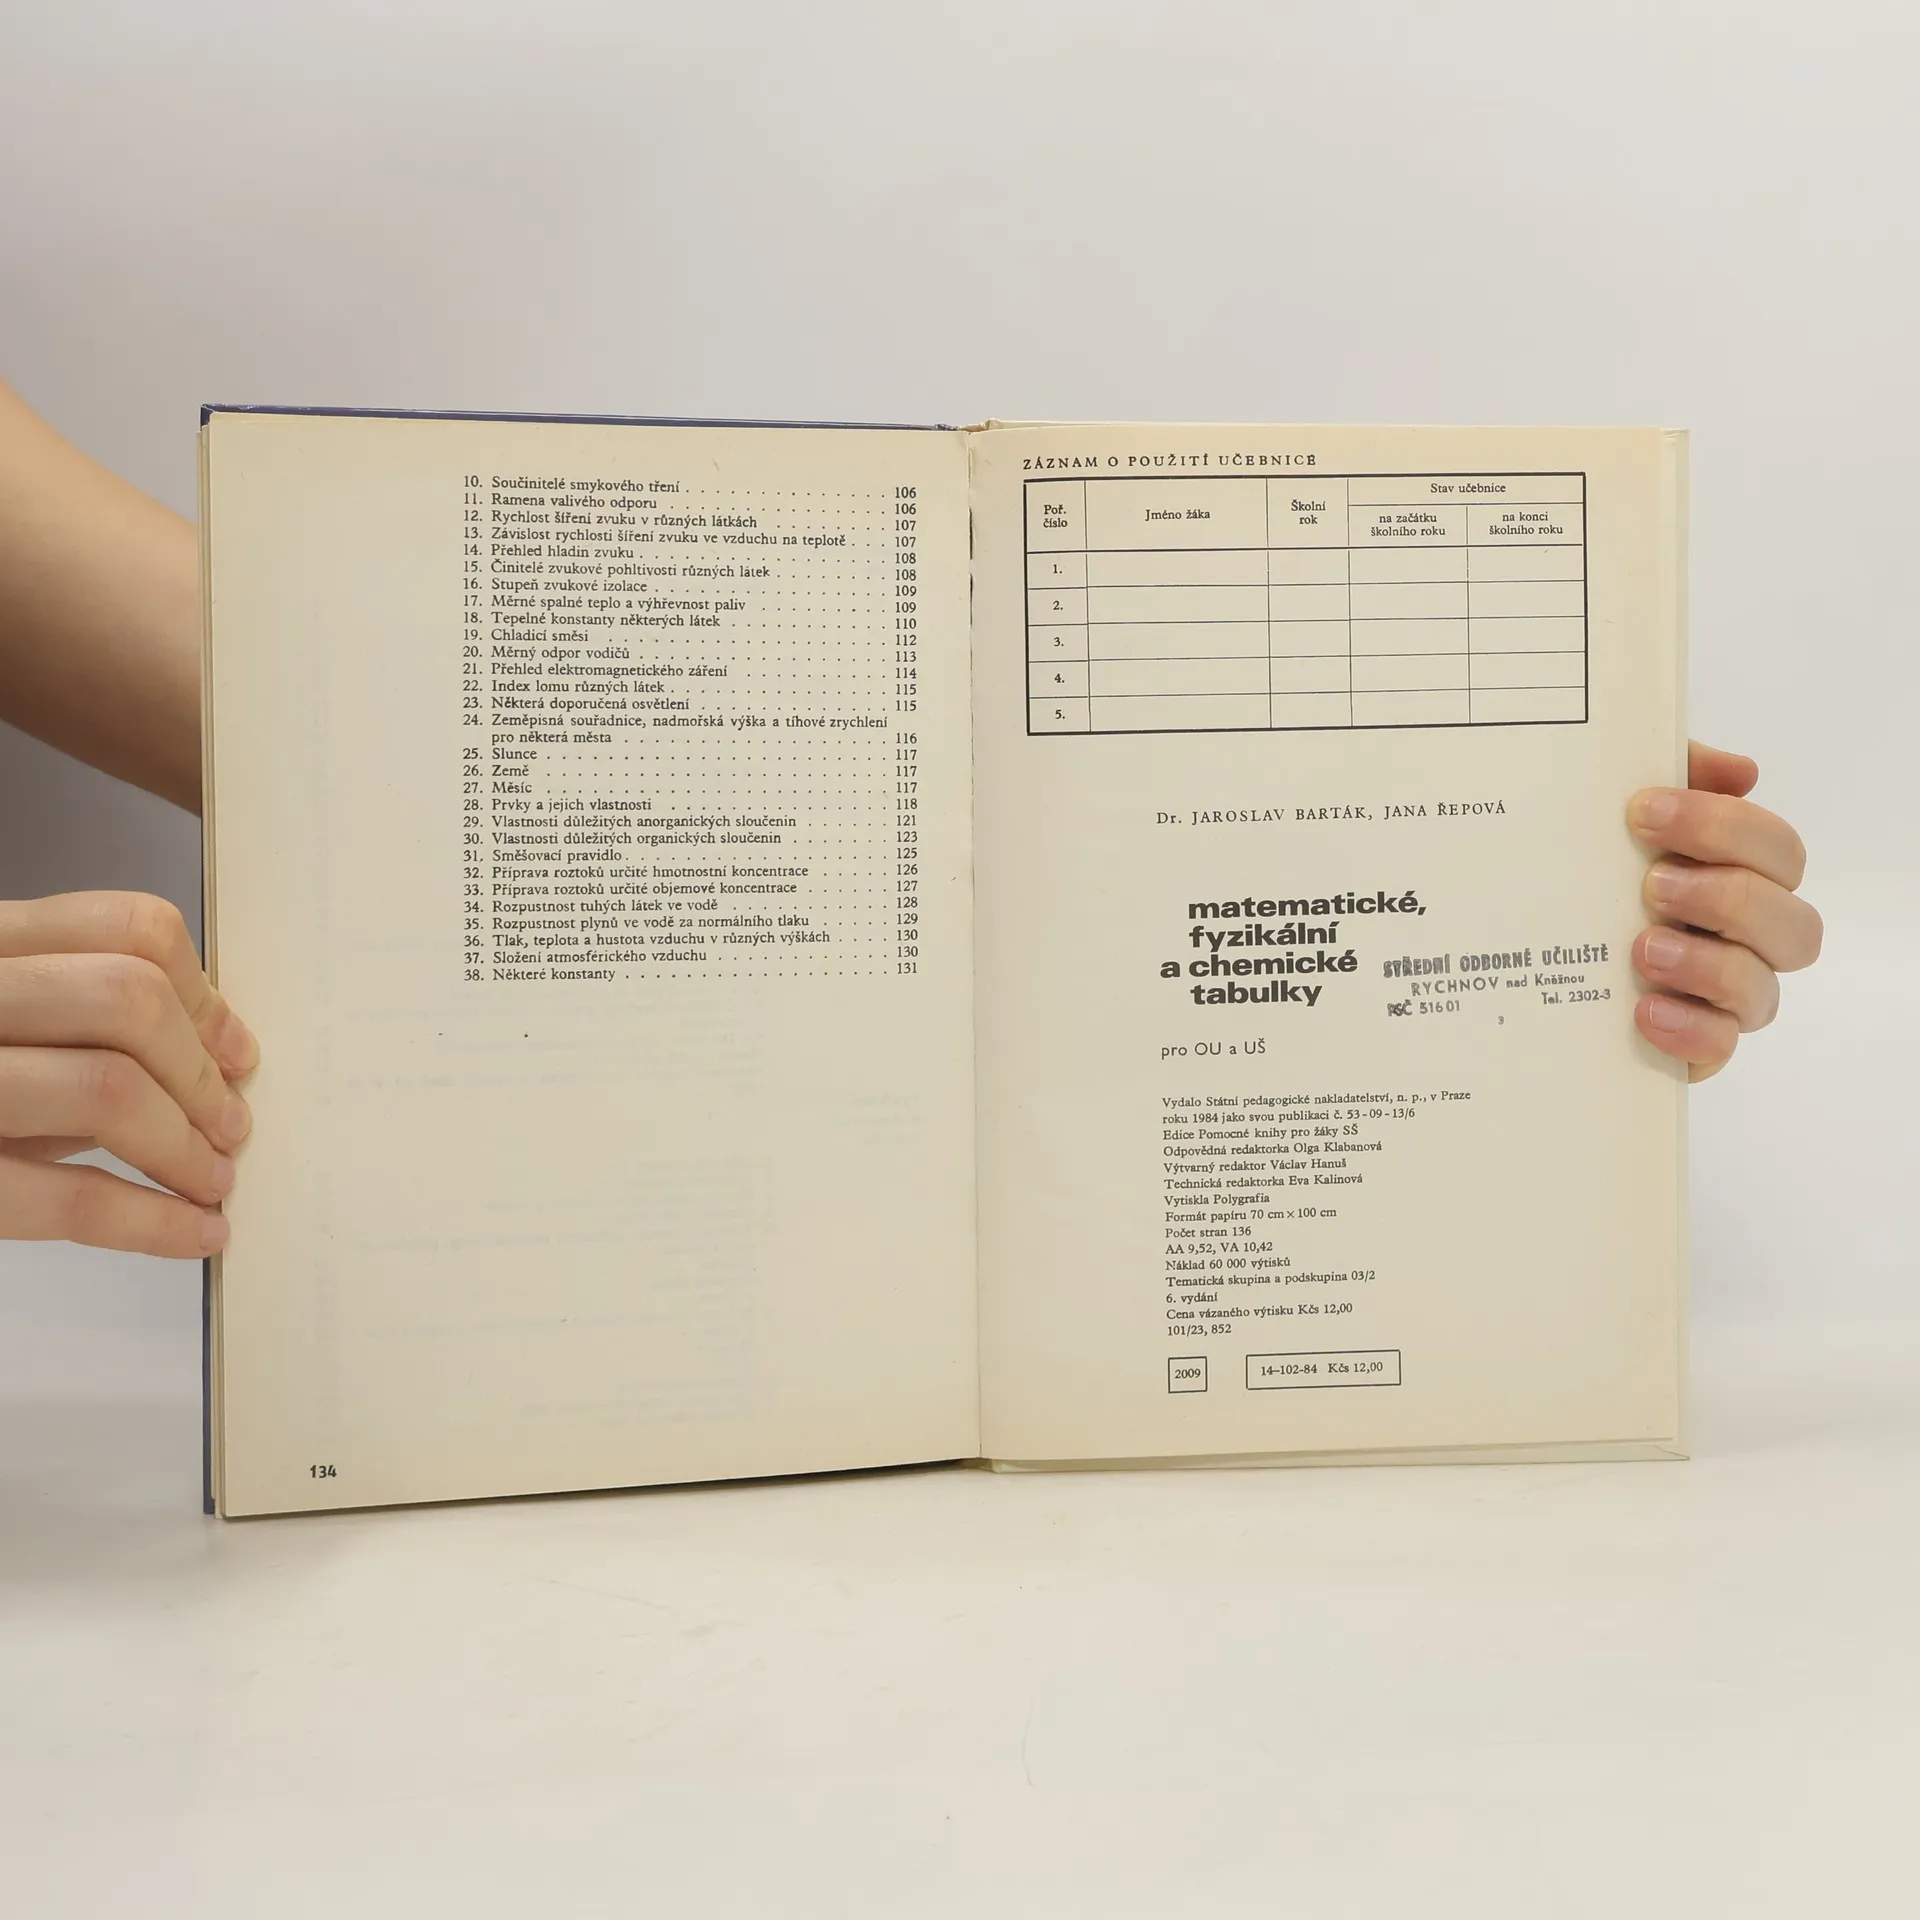 10. Součinitelé smykového tření . . . . . . . . . . . . . . 106
11. Ramena valivého odporu . . . . . . . . . . . . . . . 106
12. Rychlost šíření zvuku v různých látkách . . . . . . . . 107
13. Závislost rychlosti šíření zvuku ve vzduchu na teplotě . . . 107
14. Přehled hladin zvuku . . . . . . . . . . . . . . . . . 108
15. Činitelé zvukové pohltivosti různých látek . . . . . . . . 108
16. Stupeň zvukové izolace . . . . . . . . . . . . . . . . 109
17. Měrné spalné teplo a výhřevnost paliv . . . . . . . . . 109
18. Tepelné konstanty některých látek . . . . . . . . . . . 110
19. Chladicí směsi . . . . . . . . . . . . . . . . . . . 112
20. Měrný odpor vodičů . . . . . . . . . . . . . . . . . 113
21. Přehled elektromagnetického záření . . . . . . . . . . 114
22. Index lomu různých látek . . . . . . . . . . . . . . . 115
23. Některá doporučená osvětlení . . . . . . . . . . . . . 115
24. Zeměpisná souřadnice, nadmořská výška a tíhové zrychlení
pro některá města . . . . . . . . . . . . . . . . . . 116
25. Slunce . . . . . . . . . . . . . . . . . . . . . . . 117
26. Země . . . . . . . . . . . . . . . . . . . . . . . 117
27. Měsíc . . . . . . . . . . . . . . . . . . . . . . . 117
28. Prvky a jejich vlastnosti . . . . . . . . . . . . . . . 118
29. Vlastnosti důležitých anorganických sloučenin . . . . . . 121
30. Vlastnosti důležitých organických sloučenin . . . . . . . 123
31. Směšovací pravidlo . . . . . . . . . . . . . . . . . . 125
32. Příprava roztoků určité hmotnostní koncentrace . . . . . 126
33. Příprava roztoků určité objemové koncentrace . . . . . . 127
34. Rozpustnost tuhých látek ve vodě . . . . . . . . . . . 128
35. Rozpustnost plynů ve vodě za normálního tlaku . . . . . 129
36. Tlak, teplota a hustota vzduchu v různých výškách . . . . 130
37. Složení atmosférického vzduchu . . . . . . . . . . . . 130
38. Některé konstanty . . . . . . . . . . . . . . . . . . 131
134
ZÁZNAM O POUŽITÍ UČEBNICE
Poř. číslo
Jméno žáka
Školní rok
Stav učebnice
na začátku školního roku
na konci školního roku
1.
2.
3.
4.
5.
Dr. JAROSLAV BARTÁK, JANA ŘEPOVÁ
matematické,
fyzikální
a chemické
tabulky
STŘEDNÍ ODBORNÉ UČILIŠTĚ
RYCHNOV nad Kněžnou
PSČ 516 01 Tel. 2302-3
3
pro OU a UŠ
Vydalo Státní pedagogické nakladatelství, n. p., v Praze
roku 1984 jako svou publikaci č. 53-09-13/6
Edice Pomocné knihy pro žáky SŠ
Odpovědná redaktorka Olga Klabanová
Výtvarný redaktor Václav Hanuš
Technická redaktorka Eva Kalinová
Vytiskla Polygrafia
Formát papíru 70 cm × 100 cm
Počet stran 136
AA 9,52, VA 10,42
Náklad 60 000 výtisků
Tematická skupina a podskupina 03/2
6. vydání
Cena vázaného výtisku Kčs 12,00
101/23, 852
2009
14–102-84 Kčs 12,00